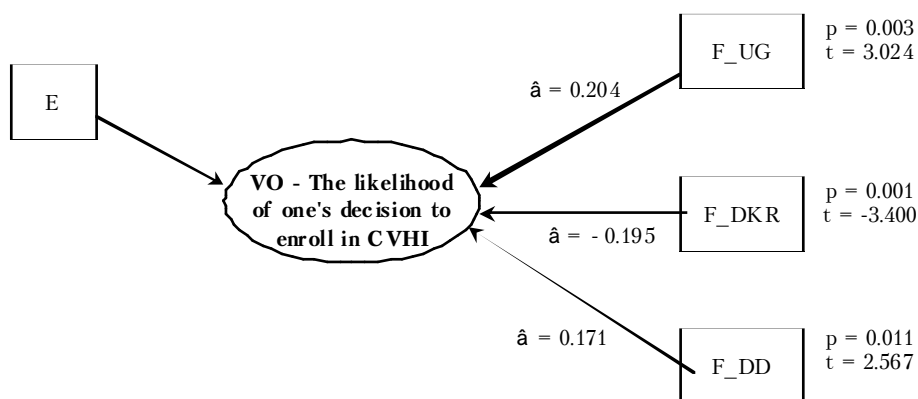 E
VO - The likelihood
of one's decision to
enroll in CVHI
F_UG
p = 0.003
t = 3.024
â = 0.204
F_DKR
p = 0.001
t = -3.400
â = - 0.195
F_DD
p = 0.011
t = 2.567
â = 0.171